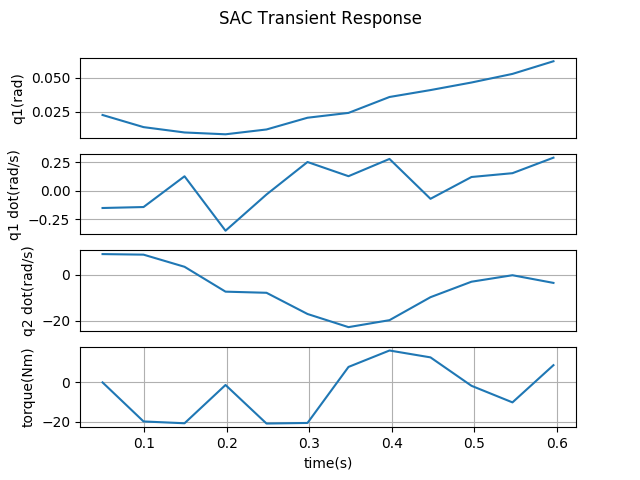 SAC Transient Response
q1(rad)
0.050
0.025
q1 dot(rad/s)
0.25
0.00
−0.25
q2 dot(rad/s)
0
−20
torque(Nm)
0
−20
0.1 0.2 0.3 0.4 0.5 0.6
time(s)